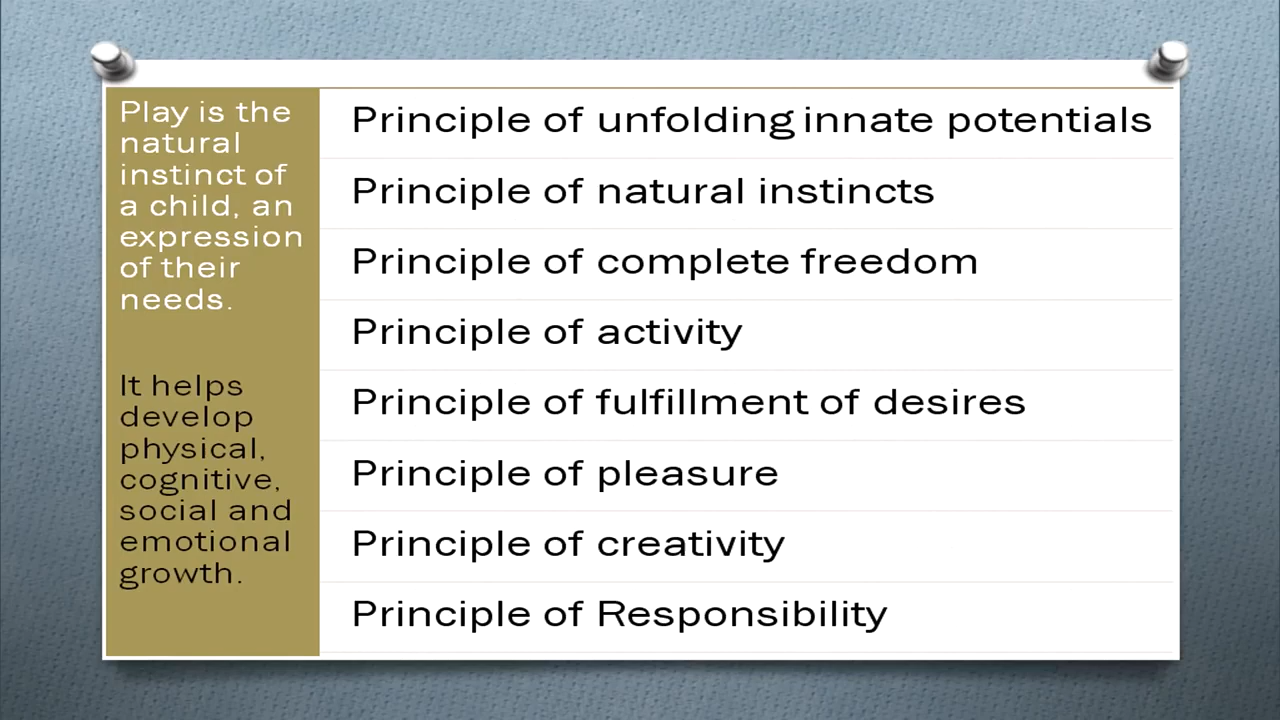 Play is the
natural
instinct of
a child, an
expression
of their
needs.
It helps
develop
physical,
cognitive,
social and
emotional
growth.
Principle of unfolding innate potentials
Principle of natural instincts
Principle of complete freedom
Principle of activity
Principle of fulfillment of desires
Principle of pleasure
Principle of creativity
Principle of Responsibility